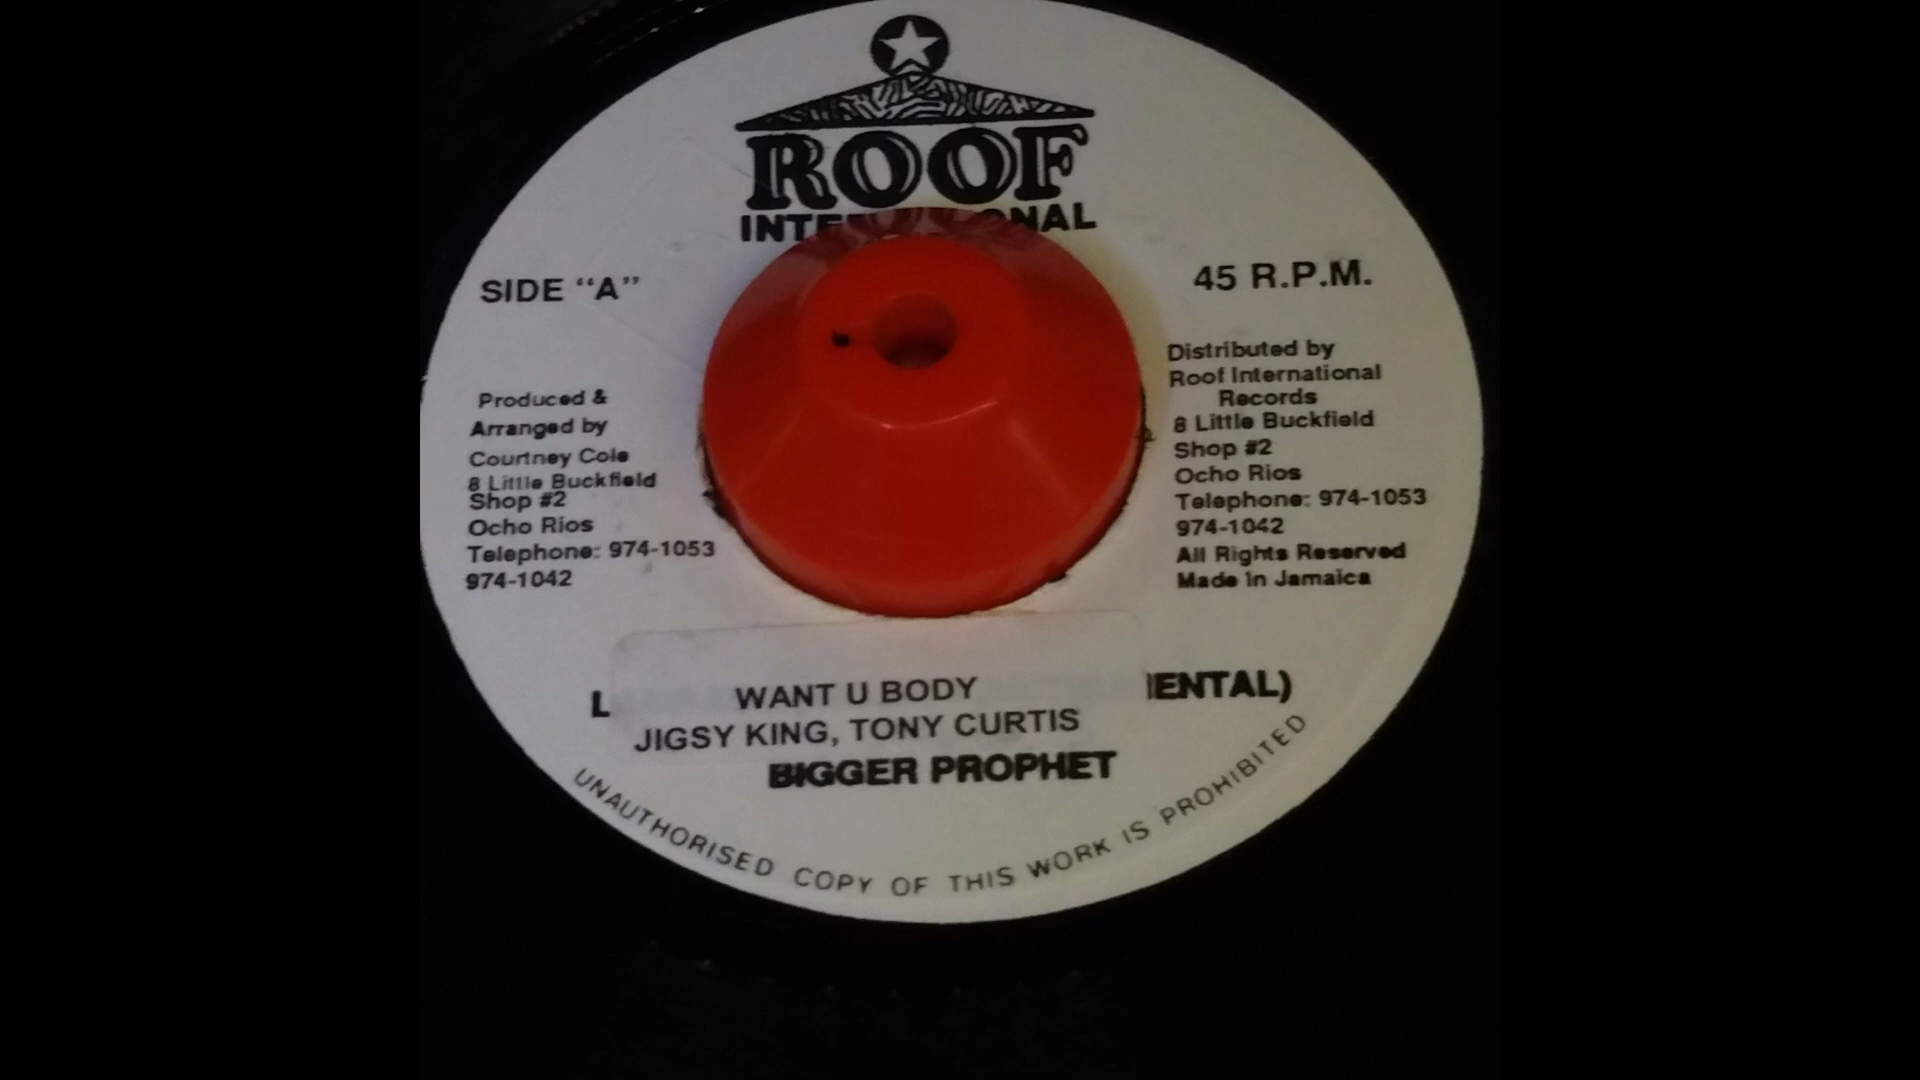 ROOF
INTE NAL
SIDE "A"
45 R.P.M.
Produced &
Arranged by
Courtney Cole
8 Little Buckfield
Shop #2
Ocho Rios
Telephone: 974-1053
974-1042
Distributed by
Roof International
Records
8 Little Buckfield
Shop #2
Ocho Rios
Telephone: 974-1053
974-1042
All Rights Reserved
Made In Jamaica
L WANT U BODY IENTAL)
JIGSY KING, TONY CURTIS
BIGGER PROPHET
UNAUTHORISED COPY OF THIS WORK IS PROHIBITED